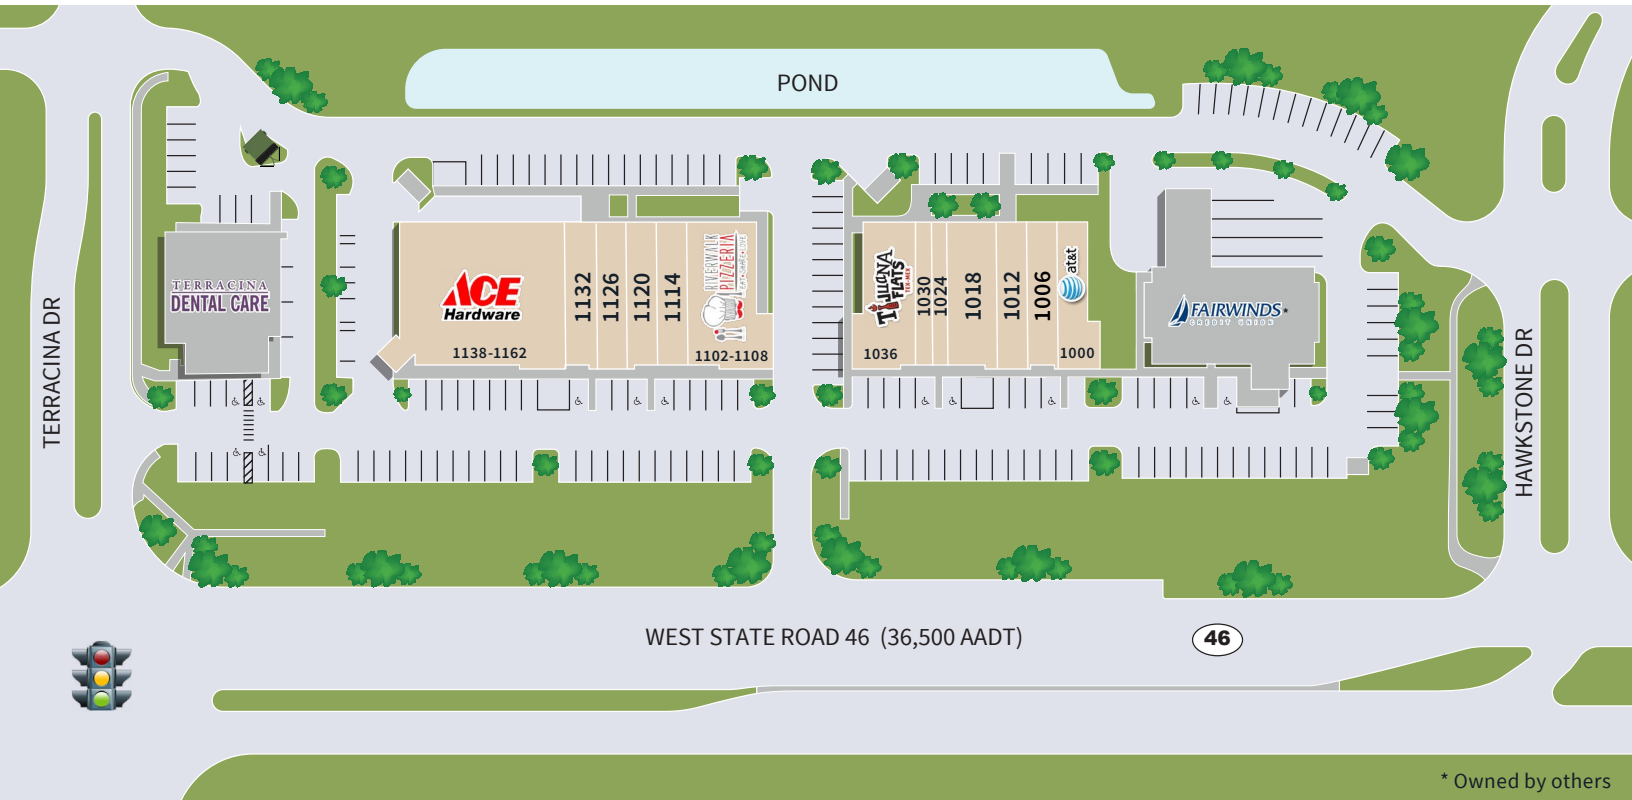 POND
TERRACINA DR
TERRACINA
DENTAL CARE
ACE
Hardware
1138-1162
1132
1126
1120
1114
RIVERWALK
PIZZERIA
1102-1108
TIJUANA
FLATS
TEX-MEX
1036
1030
1024
1018
1012
1006
at&t
1000
FAIRWINDS*
CREDIT UNION
HAWKSTONE DR
WEST STATE ROAD 46 (36,500 AADT)
46
* Owned by others